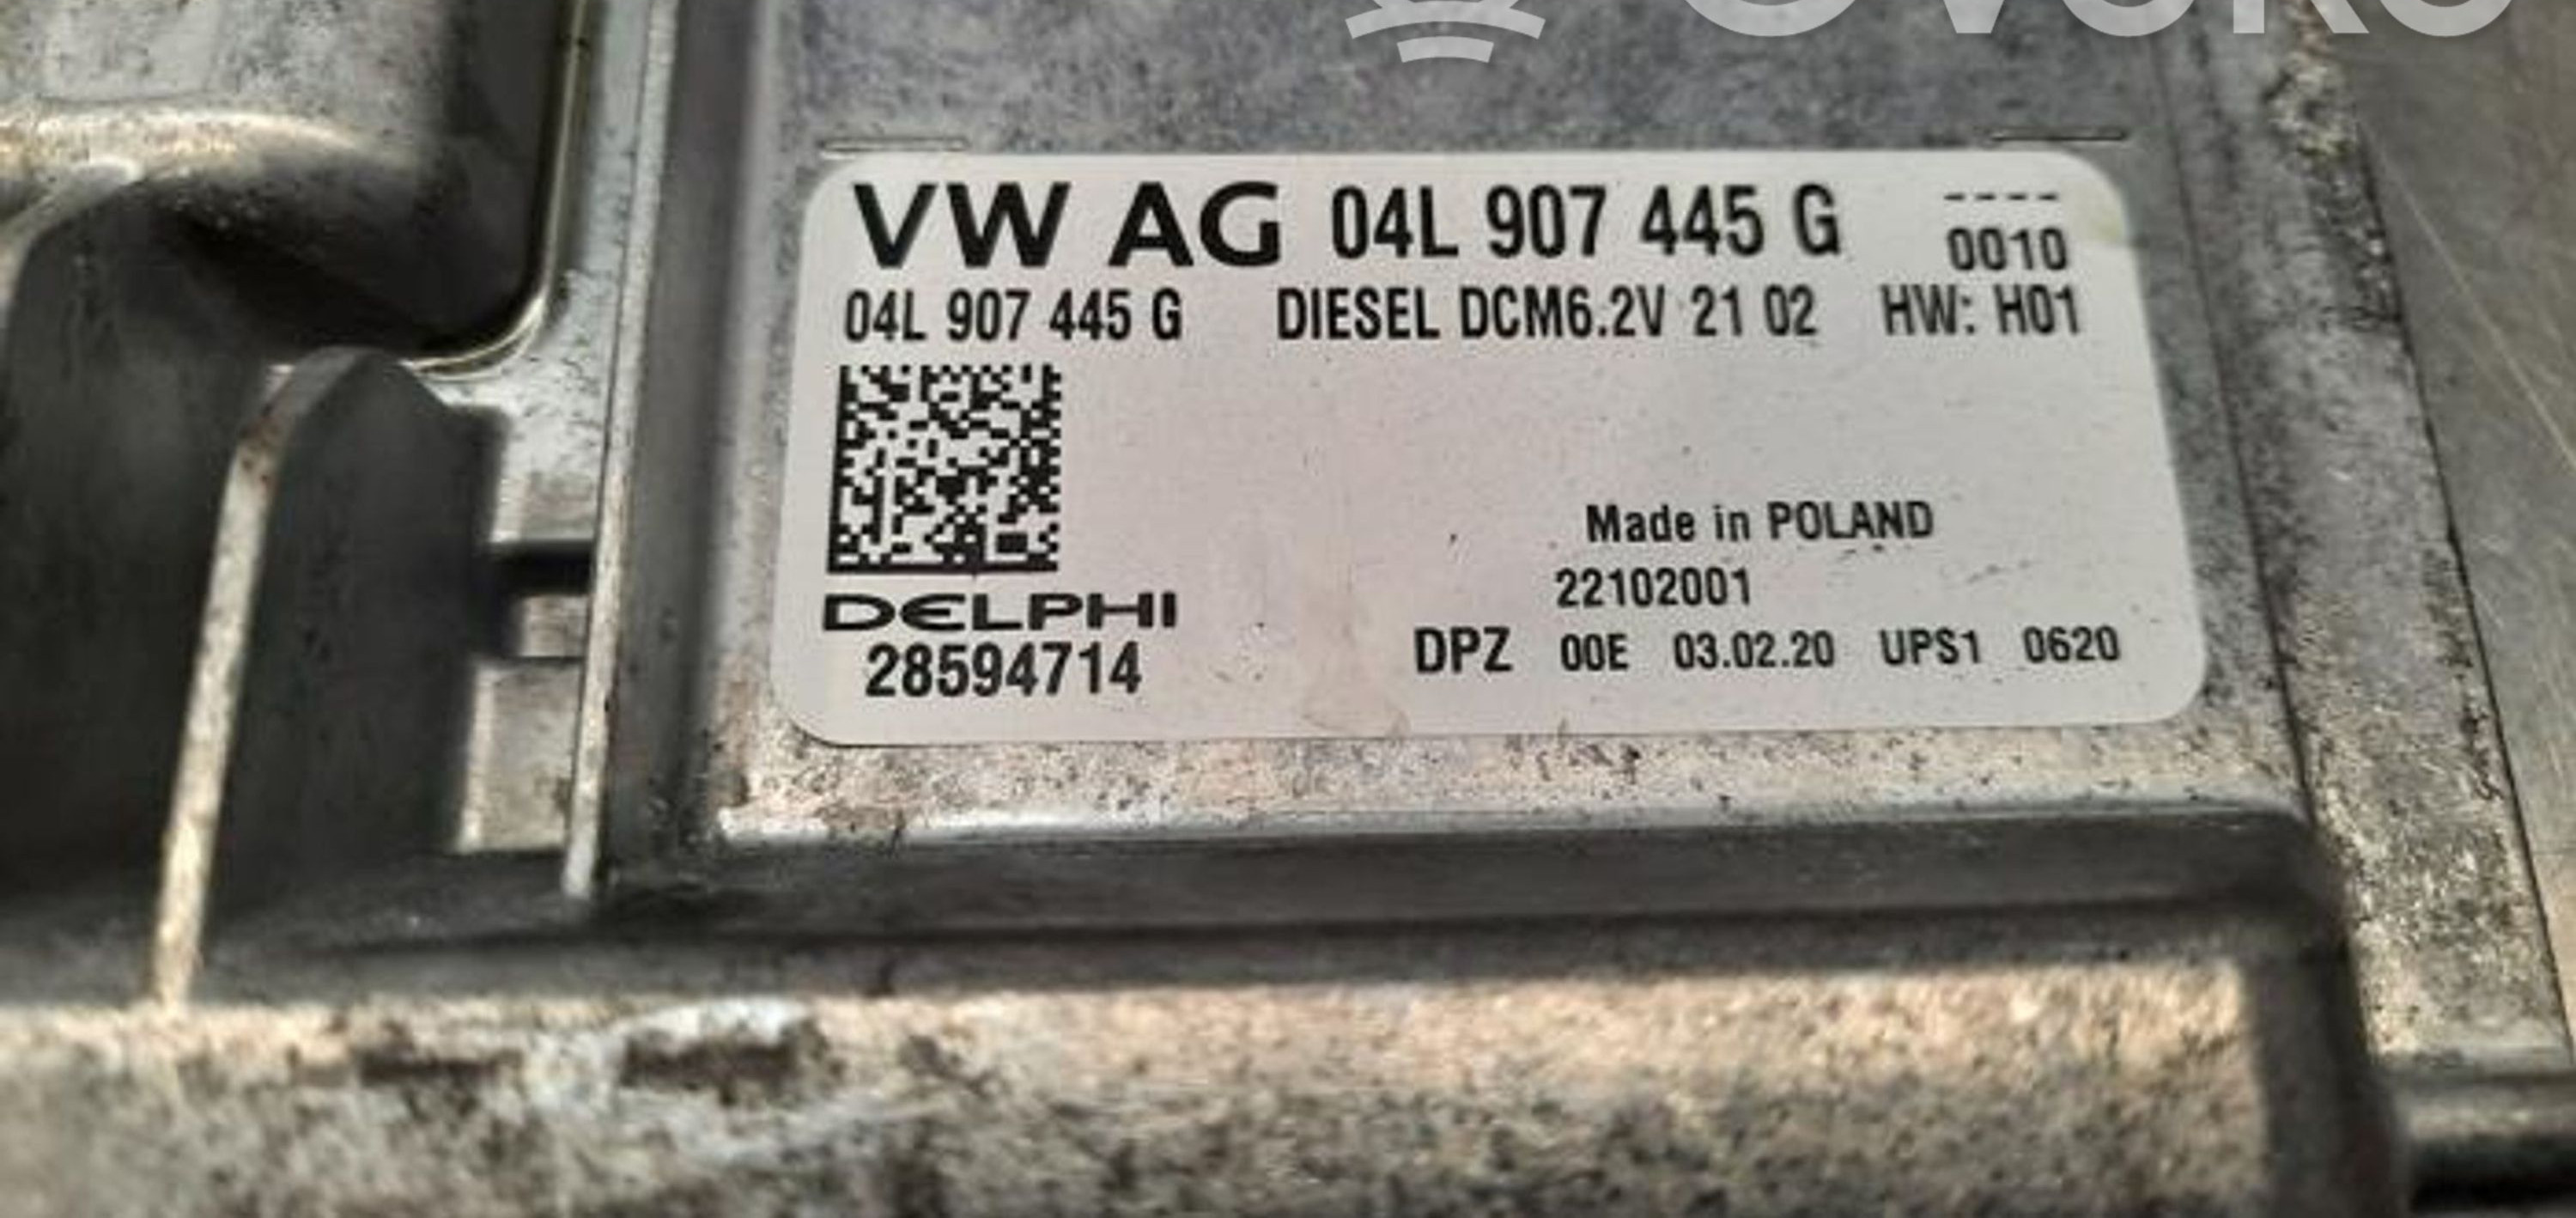 VW AG 04L 907 445 G ----
0010
04L 907 445 G DIESEL DCM6.2V 21 02 HW: H01
Made in POLAND
22102001
DELPHI
28594714
DPZ 00E 03.02.20 UPS1 0620